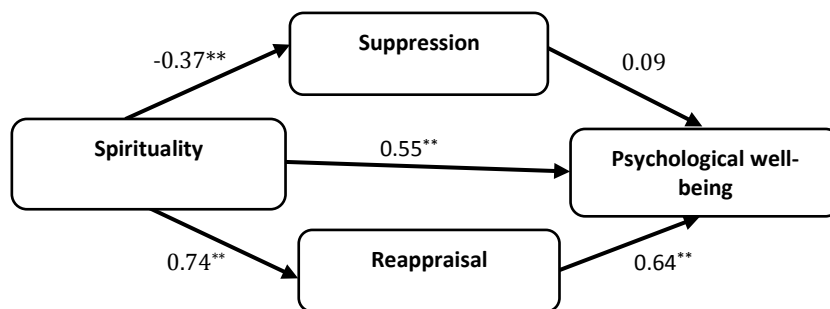 Suppression
-0.37**
0.09
Spirituality
0.55**
Psychological well-
being
0.74**
Reappraisal
0.64**